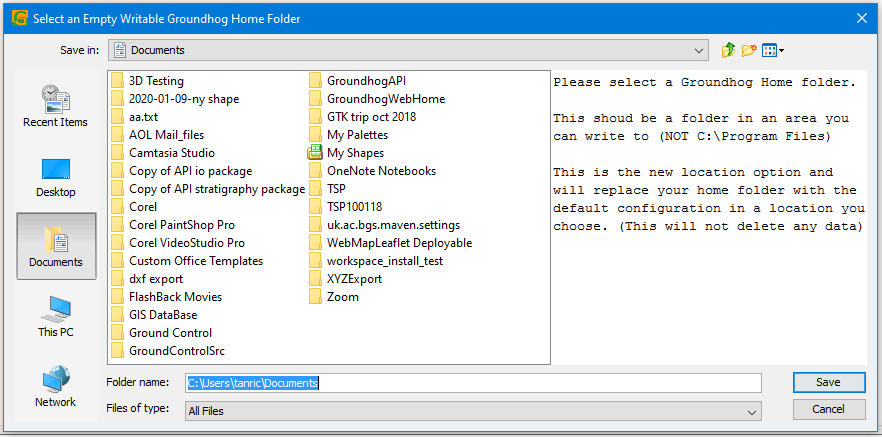 Select an Empty Writable Groundhog Home Folder
Save in:
Documents
Recent Items
Desktop
Documents
This PC
Network
3D Testing
2020-01-09-ny shape
aa.txt
AOL Mail_files
Camtasia Studio
Copy of API io package
Copy of API stratigraphy package
Corel
Corel PaintShop Pro
Corel VideoStudio Pro
Custom Office Templates
dxf export
FlashBack Movies
GIS DataBase
Ground Control
GroundControlSrc
GroundhogAPI
GroundhogWebHome
GTK trip oct 2018
My Palettes
My Shapes
OneNote Notebooks
TSP
TSP100118
uk.ac.bgs.maven.settings
WebMapLeaflet Deployable
workspace_install_test
XYZExport
Zoom
Please select a Groundhog Home folder.
This shoud be a folder in an area you
can write to (NOT C:\Program Files)
This is the new location option and
will replace your home folder with the
default configuration in a location you
choose. (This will not delete any data)
Folder name:
C:\Users\tanric\Documents
Save
Files of type:
All Files
Cancel